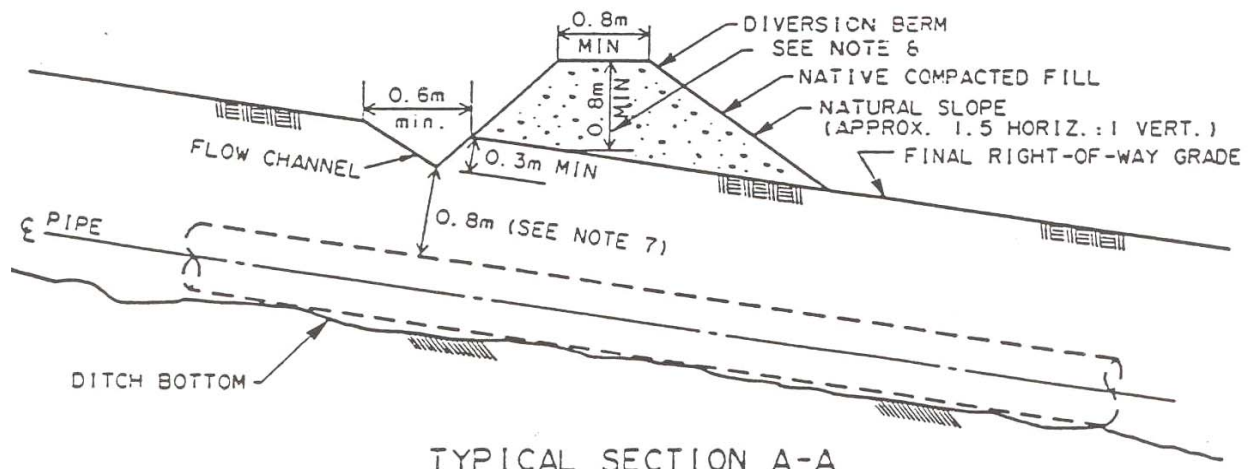 0.8m
MIN
DIVERSION BERM
SEE NOTE 6
NATIVE COMPACTED FILL
0.8m
MIN
NATURAL SLOPE
(APPROX. 1.5 HORIZ.:1 VERT.)
FINAL RIGHT-OF-WAY GRADE
0.6m
min.
FLOW CHANNEL
0.3m MIN
0.8m (SEE NOTE 7)
℄ PIPE
DITCH BOTTOM
TYPICAL SECTION A-A